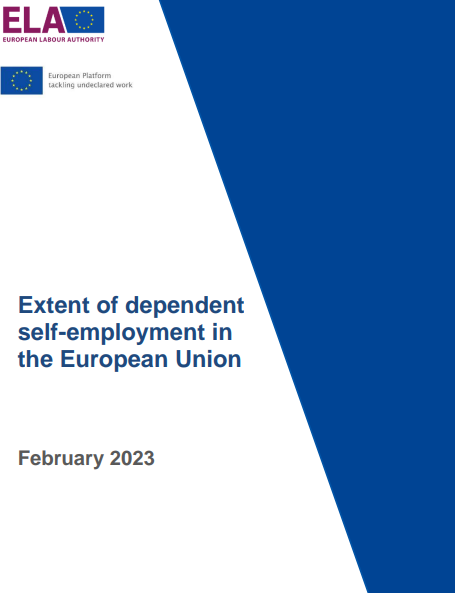 ELA
EUROPEAN LABOUR AUTHORITY
European Platform
tackling undeclared work
Extent of dependent
self-employment in
the European Union
February 2023